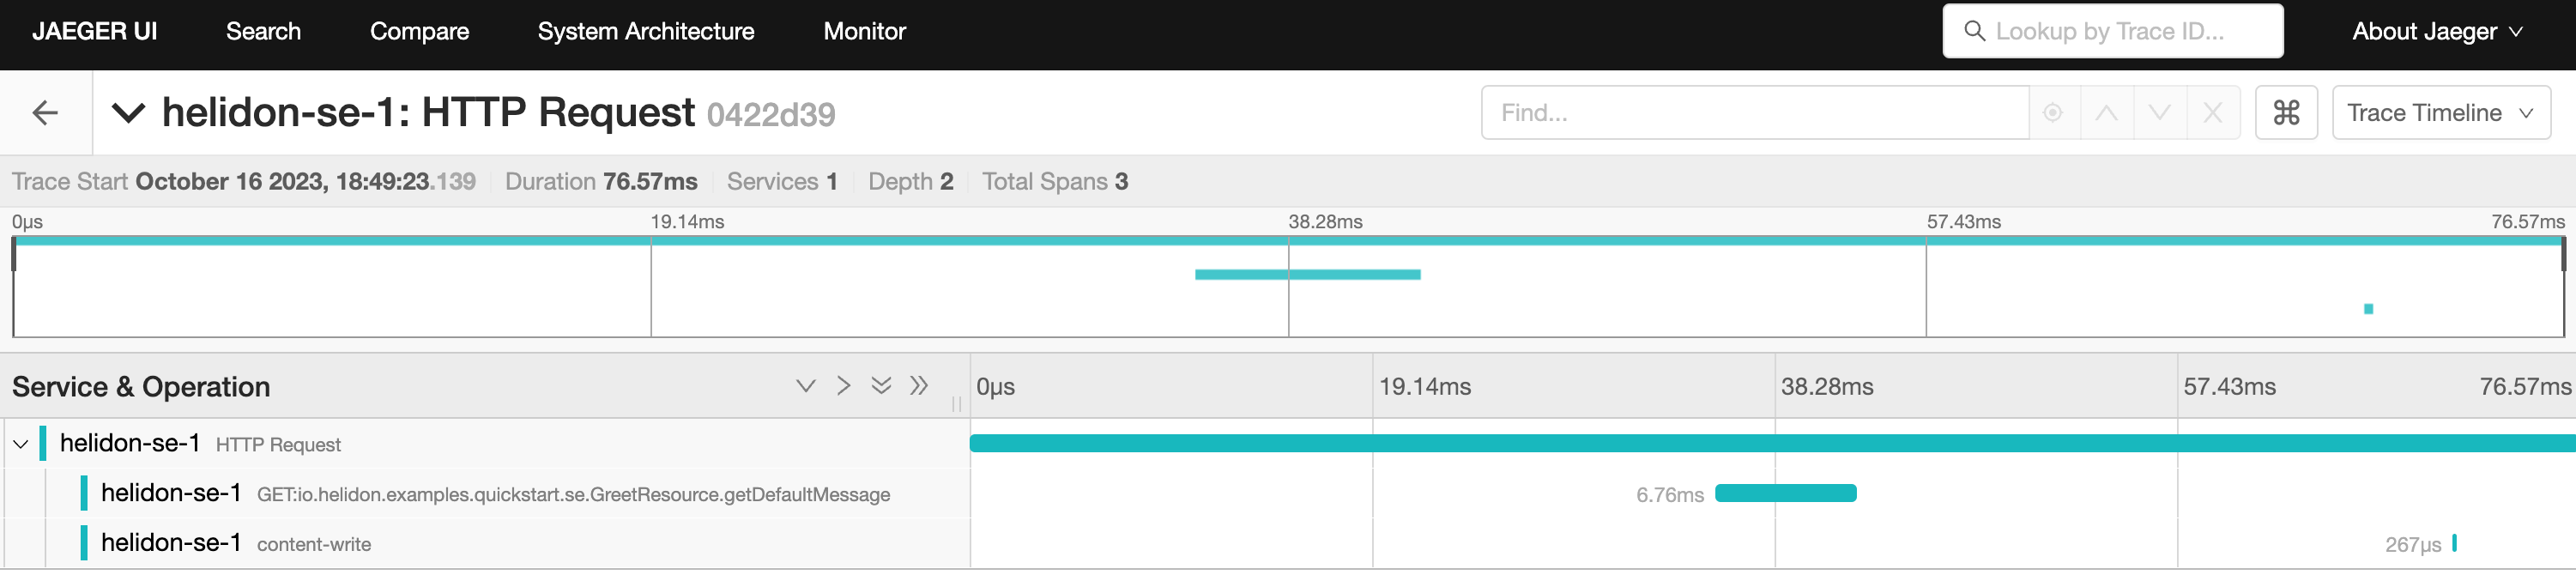 JAEGER UI Search Compare System Architecture Monitor Lookup by Trace ID... About Jaeger
helidon-se-1: HTTP Request 0422d39 Find... ⌘ Trace Timeline
Trace Start October 16 2023, 18:49:23.139 Duration 76.57ms Services 1 Depth 2 Total Spans 3
0μs 19.14ms 38.28ms 57.43ms 76.57ms
Service & Operation 0μs 19.14ms 38.28ms 57.43ms 76.57ms
helidon-se-1 HTTP Request
helidon-se-1 GET:io.helidon.examples.quickstart.se.GreetResource.getDefaultMessage 6.76ms
helidon-se-1 content-write 267μs